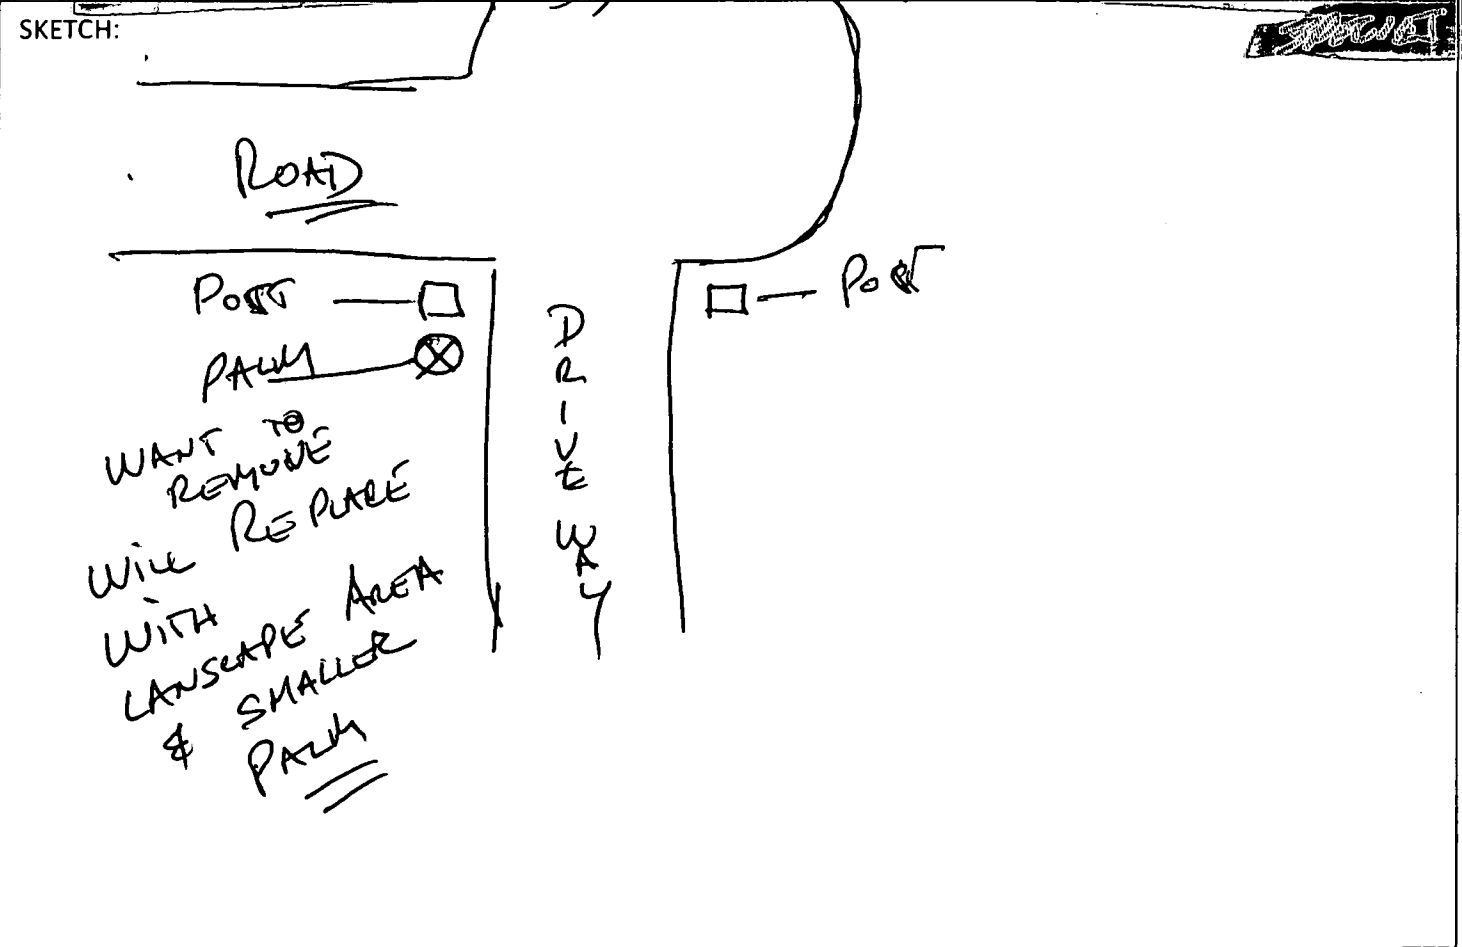 SKETCH:
ROAD
POST
POST
PALM
DRIVE WAY
WANT TO
REMOVE
WILL REPLACE
WITH
LANSCAPE AREA
& SMALLER
PALM